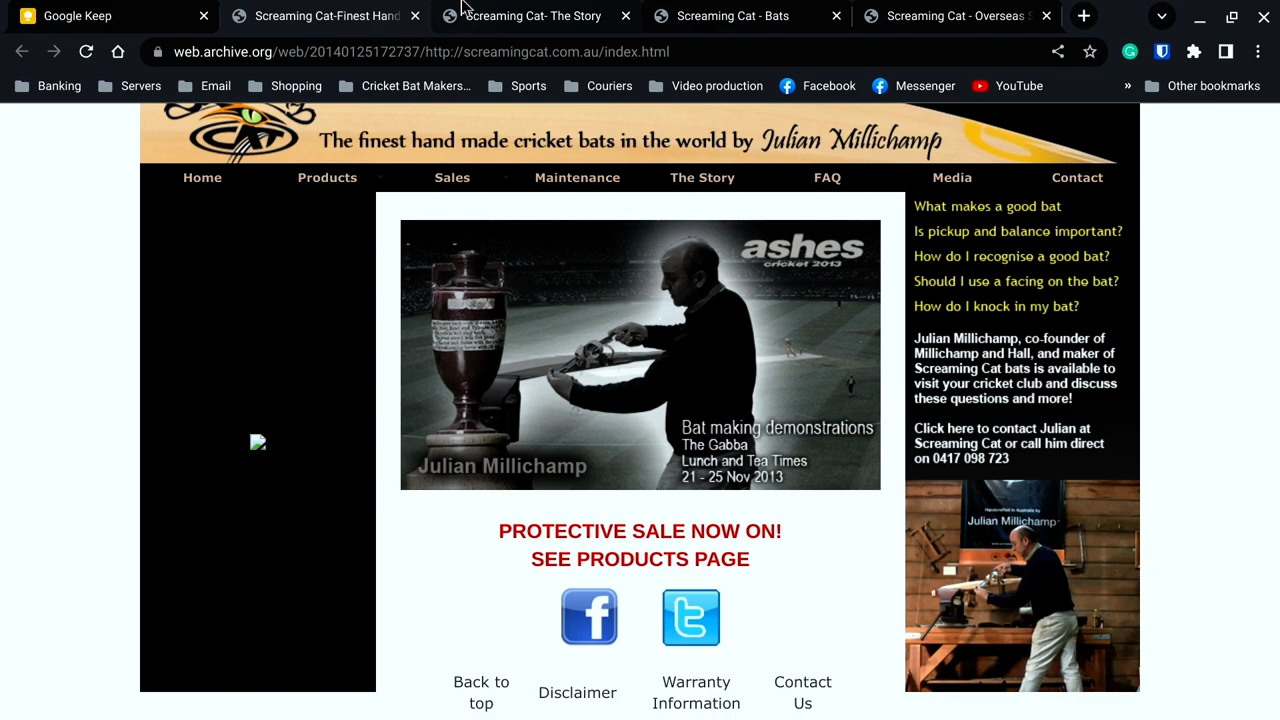 Google Keep
Screaming Cat-Finest Hand
Screaming Cat- The Story
Screaming Cat - Bats
Screaming Cat - Overseas S
web.archive.org/web/20140125172737/http://screamingcat.com.au/index.html
Banking
Servers
Email
Shopping
Cricket Bat Makers...
Sports
Couriers
Video production
Facebook
Messenger
YouTube
»
Other bookmarks
CAT
The finest hand made cricket bats in the world by Julian Millichamp
Home
Products
Sales
Maintenance
The Story
FAQ
Media
Contact
ashes
cricket 2013
Bat making demonstrations
The Gabba
Lunch and Tea Times
21 - 25 Nov 2013
Julian Millichamp
PROTECTIVE SALE NOW ON!
SEE PRODUCTS PAGE
f
t
Back to
top
Disclaimer
Warranty
Information
Contact
Us
What makes a good bat
Is pickup and balance important?
How do I recognise a good bat?
Should I use a facing on the bat?
How do I knock in my bat?
Julian Millichamp, co-founder of
Millichamp and Hall, and maker of
Screaming Cat bats is available to
visit your cricket club and discuss
these questions and more!
Click here to contact Julian at
Screaming Cat or call him direct
on 0417 098 723
Handcrafted in Australia by
Julian Millichamp